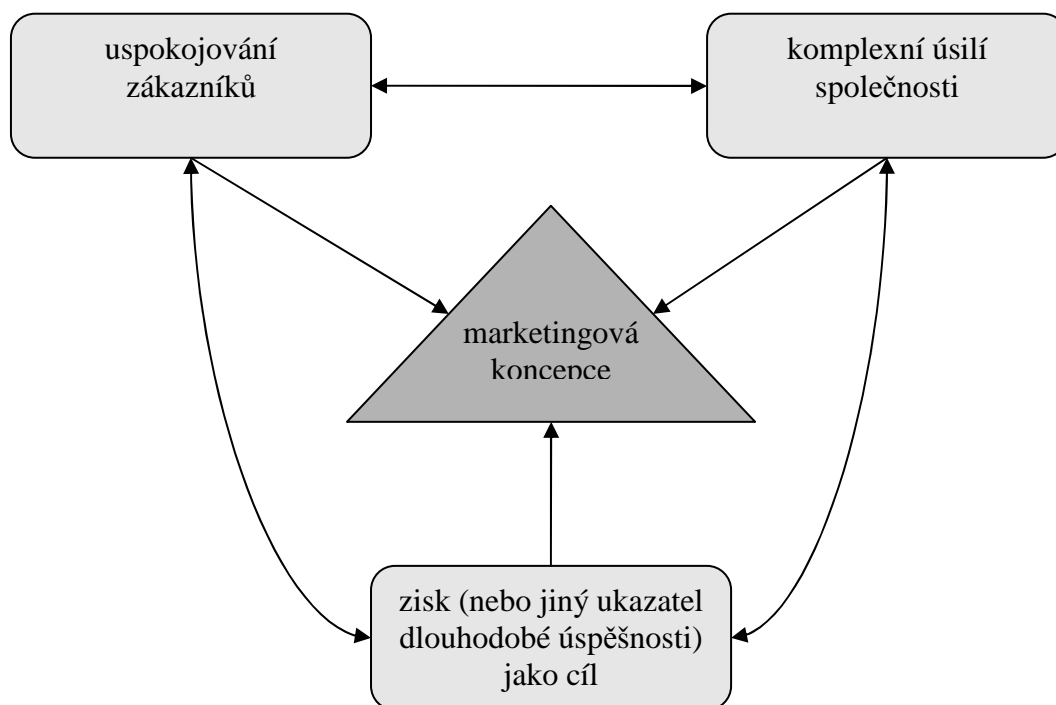 uspokojování
zákazníků
komplexní úsilí
společnosti
marketingová
koncepce
zisk (nebo jiný ukazatel
dlouhodobé úspěšnosti)
jako cíl